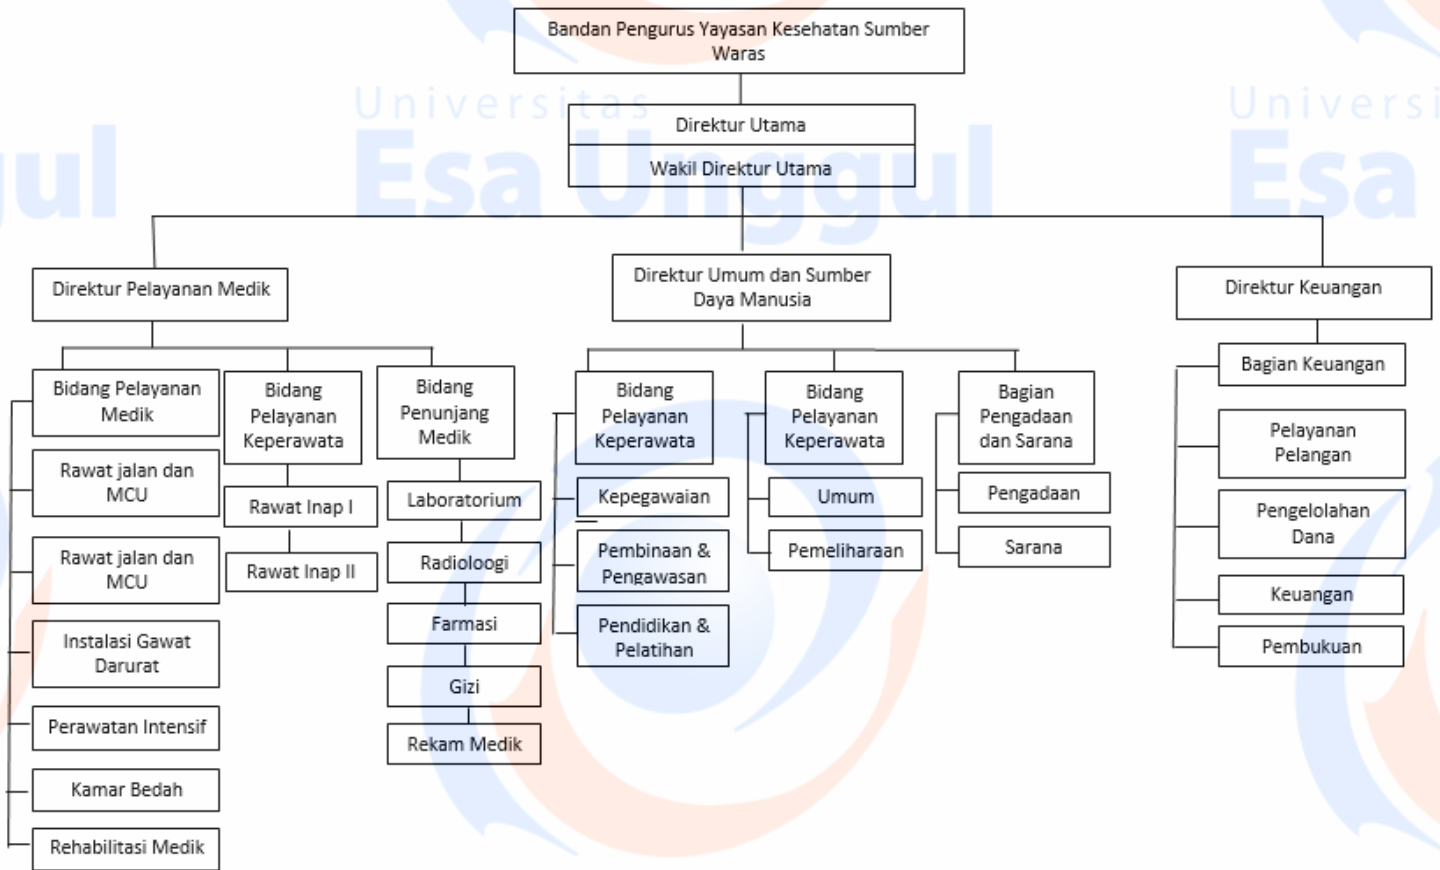 Bandan Pengurus Yayasan Kesehatan Sumber
Waras
Universitas
Esa Unggul
Universi
Esa
gul
Direktur Utama
Wakil Direktur Utama
Direktur Pelayanan Medik
Direktur Umum dan Sumber
Daya Manusia
Direktur Keuangan
Bidang Pelayanan
Medik
Rawat jalan dan
MCU
Rawat jalan dan
MCU
Instalasi Gawat
Darurat
Perawatan Intensif
Kamar Bedah
Rehabilitasi Medik
Bidang
Pelayanan
Keperawata
Rawat Inap I
Rawat Inap II
Bidang
Penunjang
Medik
Laboratorium
Radioloogi
Farmasi
Gizi
Rekam Medik
Bidang
Pelayanan
Keperawata
Kepegawaian
Pembinaan &
Pengawasan
Pendidikan &
Pelatihan
Bidang
Pelayanan
Keperawata
Umum
Pemeliharaan
Bagian
Pengadaan
dan Sarana
Pengadaan
Sarana
Bagian Keuangan
Pelayanan
Pelangan
Pengelolahan
Dana
Keuangan
Pembukuan